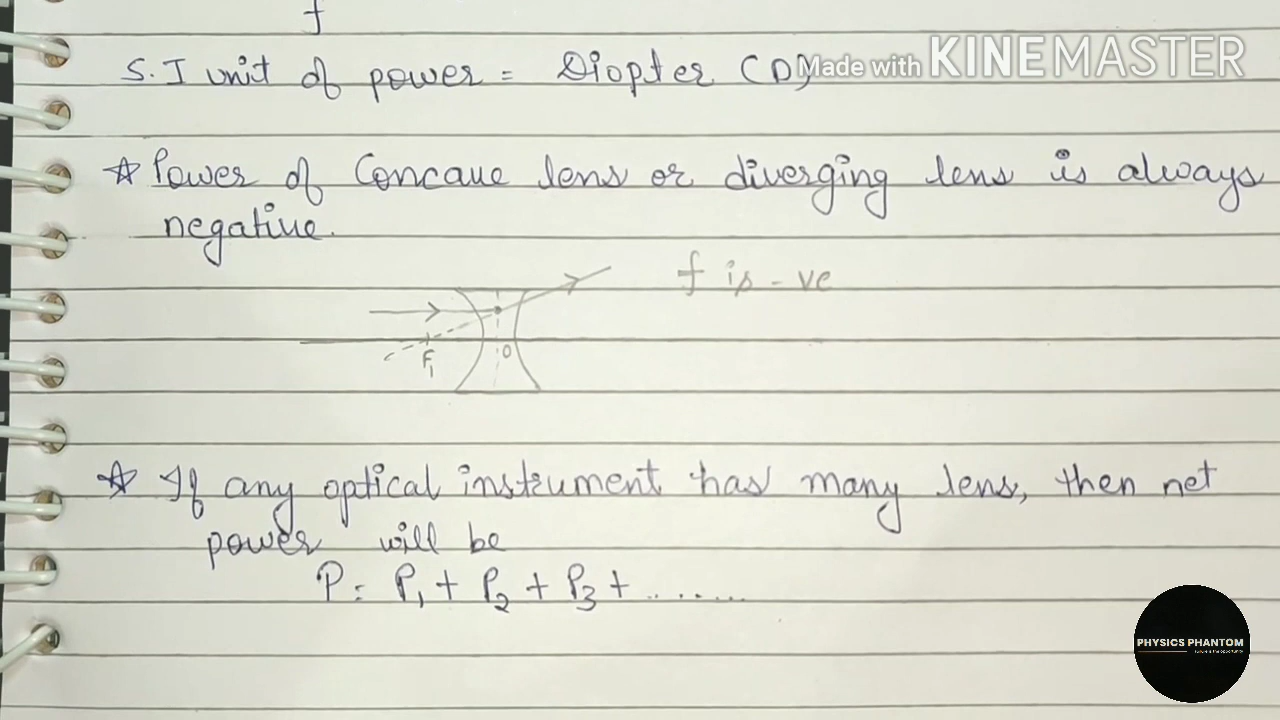 f
S.I unit of power = Diopter (D)
Made with KINEMASTER
☆ Power of Concave lens or diverging lens is always
negative.
f is -ve
F1
O
☆ If any optical instrument has many lens, then net
power will be
P = P1 + P2 + P3 + .......
PHYSICS PHANTOM